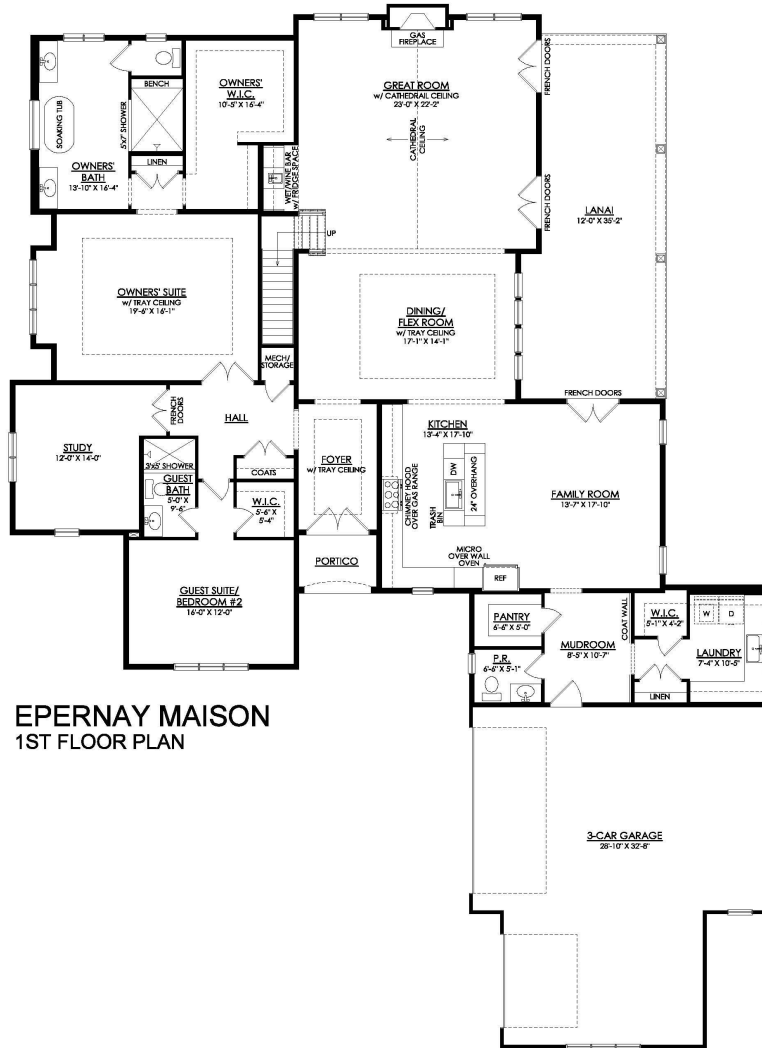 GAS
FIREPLACE
GREAT ROOM
w/ CATHEDRAIL CEILING
23'-0" X 22'-2"
CATHEDRAL
CEILING
FRENCH DOORS
FRENCH DOORS
OWNERS'
W.I.C.
10'-5" X 16'-4"
BENCH
5'x7' SHOWER
SOAKING TUB
LINEN
OWNERS'
BATH
13'-10" X 16'-4"
WET/WINE BAR
w/ FRIDGE SPACE
LANAI
12'-0" X 35'-2"
UP
OWNERS' SUITE
w/ TRAY CEILING
19'-6" X 16'-1"
DINING/
FLEX ROOM
w/ TRAY CEILING
17'-1" X 14'-1"
MECH/
STORAGE
FRENCH DOORS
FRENCH
DOORS
HALL
STUDY
12'-0" X 14'-0"
COATS
FOYER
w/ TRAY CEILING
KITCHEN
13'-4" X 17'-10"
DW
24" OVERHANG
CHIMNEY HOOD
OVER GAS RANGE
TRASH
BIN
FAMILY ROOM
13'-7" X 17'-10"
3'x5' SHOWER
GUEST
BATH
5'-0" X
9'-6"
W.I.C.
5'-6" X
5'-4"
MICRO
OVER WALL
OVEN
REF
PORTICO
GUEST SUITE/
BEDROOM #2
16'-0" X 12'-0"
PANTRY
6'-6" X 5'-0"
COAT WALL
W.I.C.
5'-1" X 4'-2"
W
D
MUDROOM
8'-5" X 10'-7"
LAUNDRY
7'-4" X 10'-5"
P.R.
6'-6" X 5'-1"
LINEN
EPERNAY MAISON
1ST FLOOR PLAN
3-CAR GARAGE
28'-10" X 32'-8"